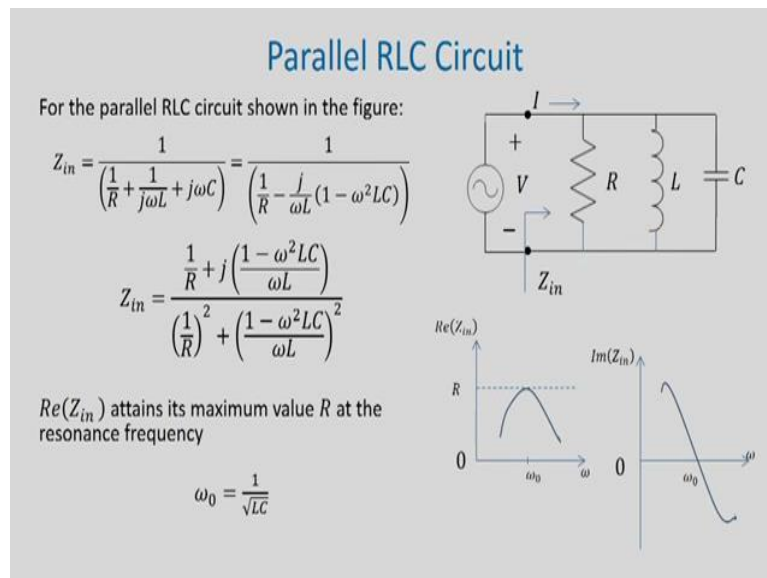 Parallel RLC Circuit
For the parallel RLC circuit shown in the figure:
Z_in = 1 / (1/R + 1/(jωL) + jωC) = 1 / (1/R − j/(ωL) (1 − ω²LC))
Z_in = (1/R + j((1 − ω²LC)/(ωL))) / ((1/R)² + ((1 − ω²LC)/(ωL))²)
Re(Z_in) attains its maximum value R at the
resonance frequency
ω₀ = 1/√LC
I
+
V
−
R
L
C
Z_in
Re(Z_in)
R
0
ω₀
ω
Im(Z_in)
0
ω₀
ω